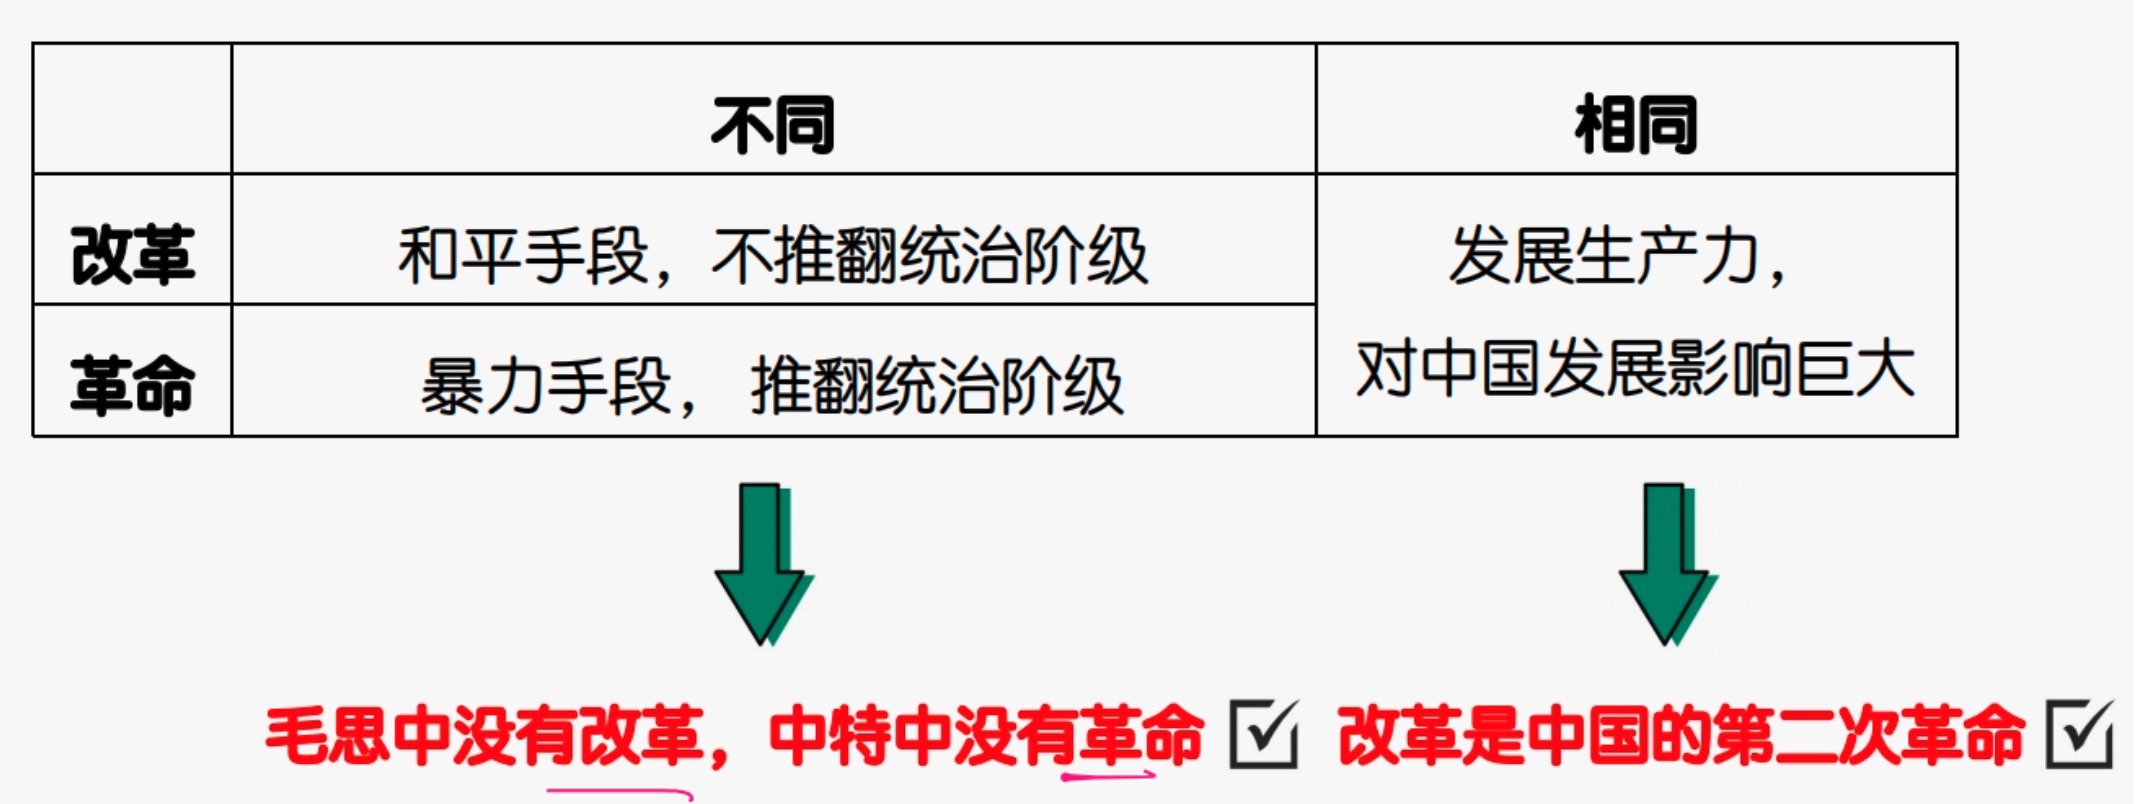 不同 相同
改革 和平手段，不推翻统治阶级 发展生产力，
对中国发展影响巨大
革命 暴力手段， 推翻统治阶级
毛思中没有改革，中特中没有革命 改革是中国的第二次革命